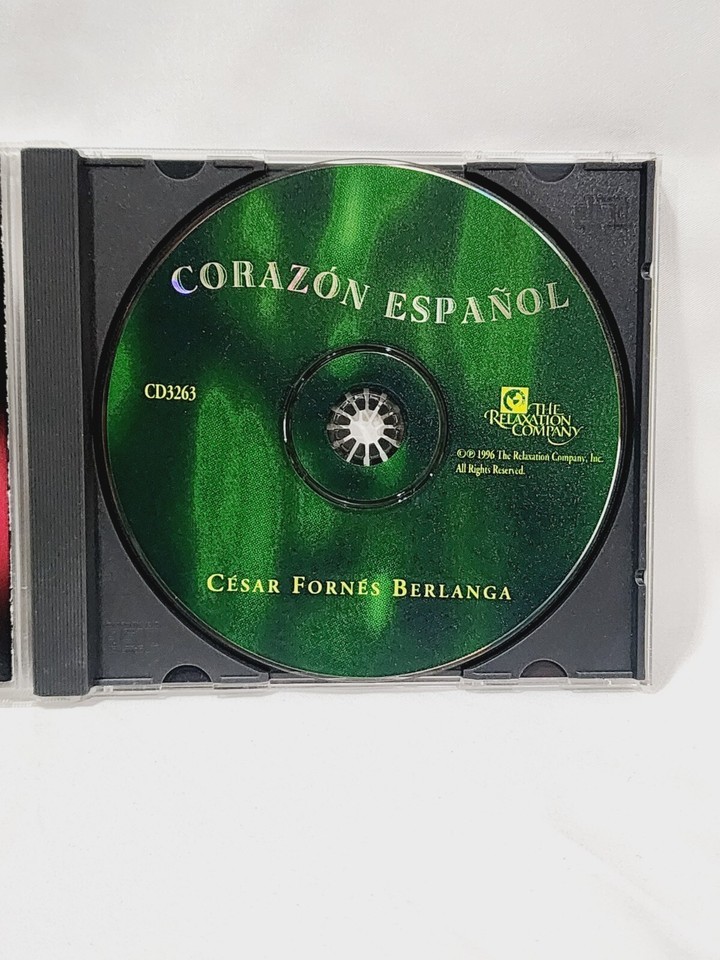 CORAZÓN ESPAÑOL
CD3263
THE
RELAXATION
COMPANY
©℗ 1996 The Relaxation Company, Inc.
All Rights Reserved.
CÉSAR FORNÉS BERLANGA